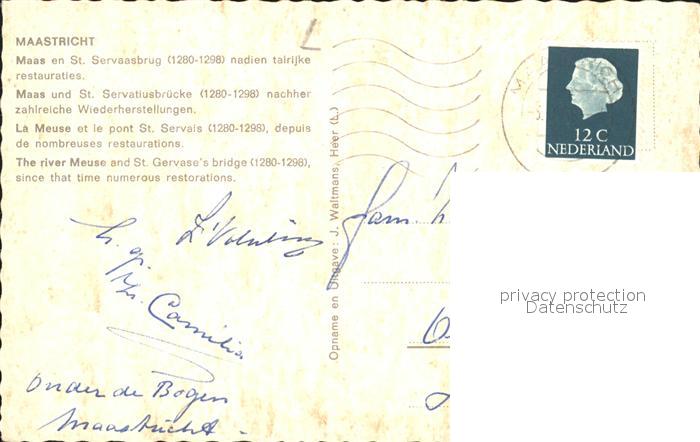 MAASTRICHT
Maas en St. Servaasbrug (1280-1298) nadien talrijke
restauraties.
Maas und St. Servatiusbrücke (1280-1298) nachher
zahlreiche Wiederherstellungen.
La Meuse et le pont St. Servais (1280-1298), depuis
de nombreuses restaurations.
The river Meuse and St. Gervase's bridge (1280-1298),
since that time numerous restorations.
Opname en Uitgave: J. Waltmans, Heer (L.)
12 C
NEDERLAND
Fam.
Zr. Camilia
Onder de Bogen
Maastricht
privacy protection
Datenschutz